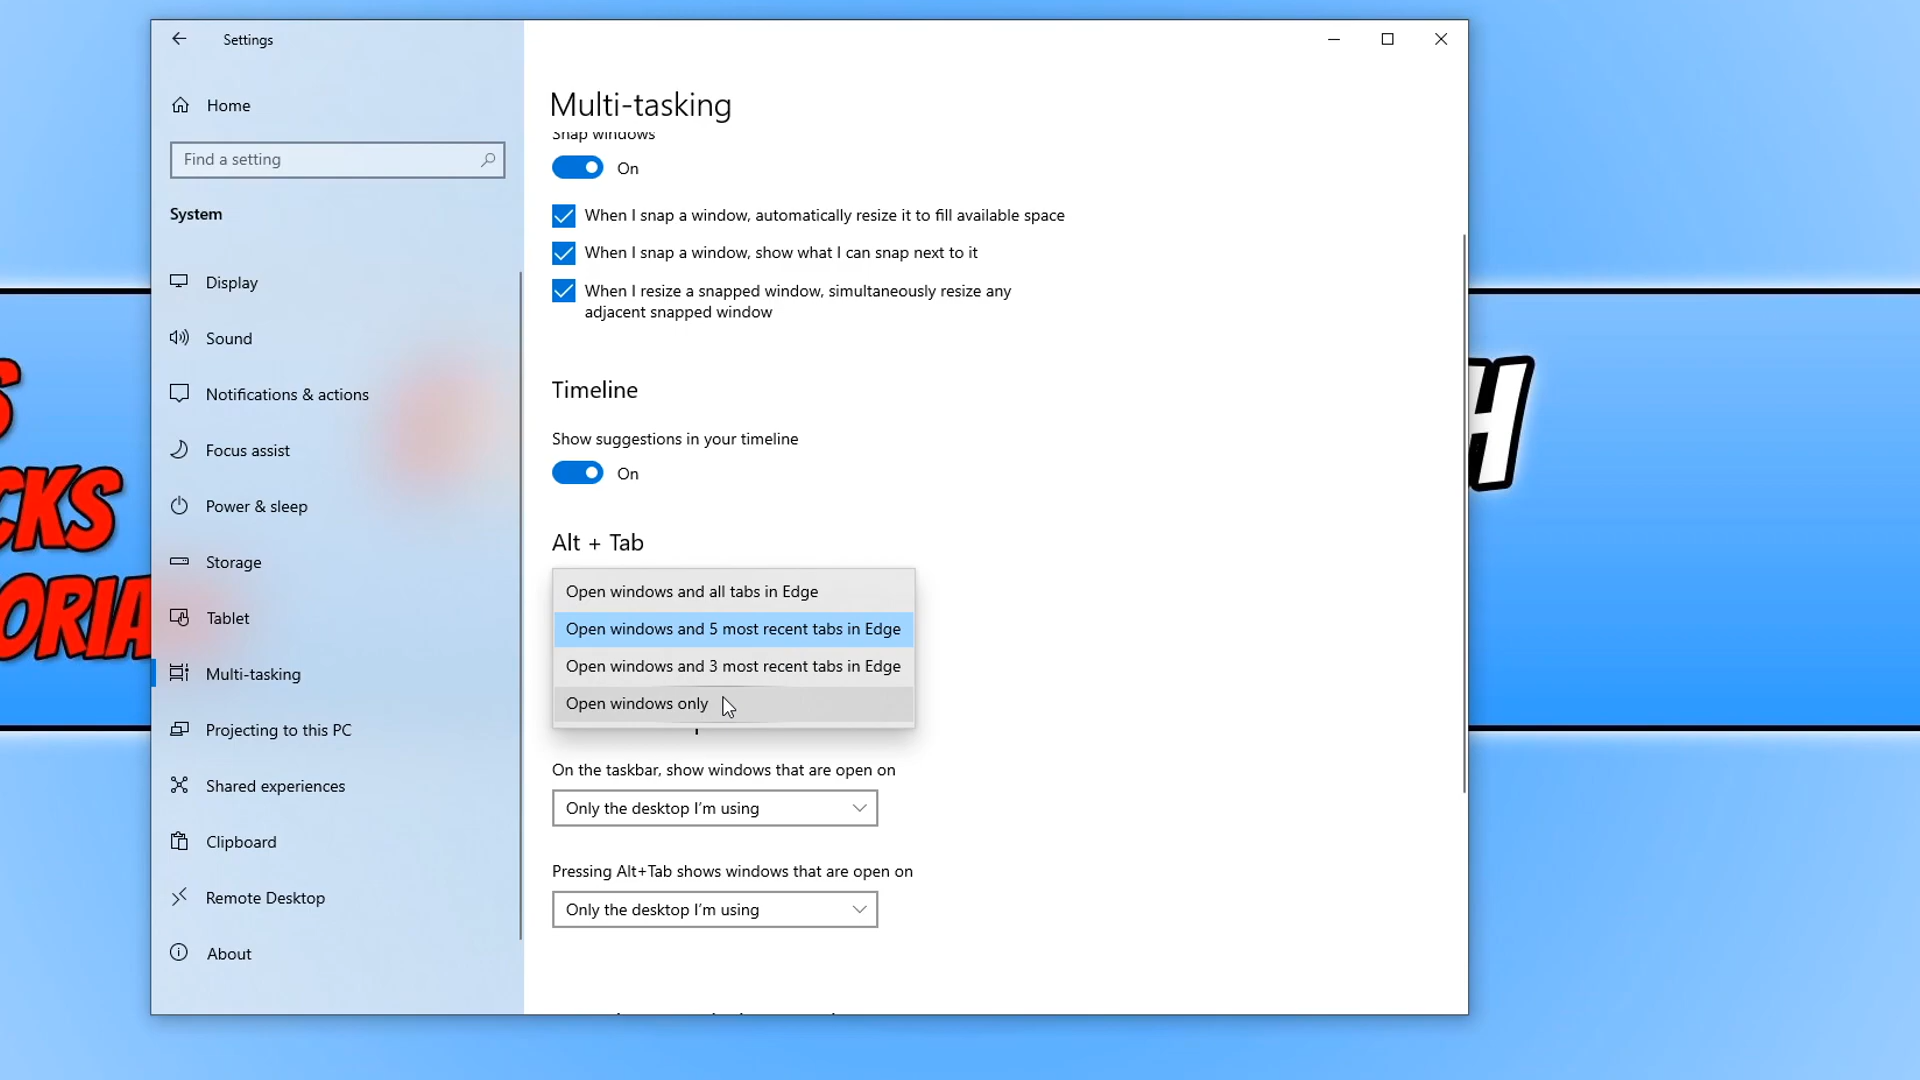 Settings
Home
Find a setting
System
Display
Sound
Notifications & actions
Focus assist
Power & sleep
Storage
Tablet
Multi-tasking
Projecting to this PC
Shared experiences
Clipboard
Remote Desktop
About
Multi-tasking
Snap windows
On
When I snap a window, automatically resize it to fill available space
When I snap a window, show what I can snap next to it
When I resize a snapped window, simultaneously resize any
adjacent snapped window
Timeline
Show suggestions in your timeline
On
Alt + Tab
Open windows and all tabs in Edge
Open windows and 5 most recent tabs in Edge
Open windows and 3 most recent tabs in Edge
Open windows only
On the taskbar, show windows that are open on
Only the desktop I'm using
Pressing Alt+Tab shows windows that are open on
Only the desktop I'm using
S
CKS
ORIA
H